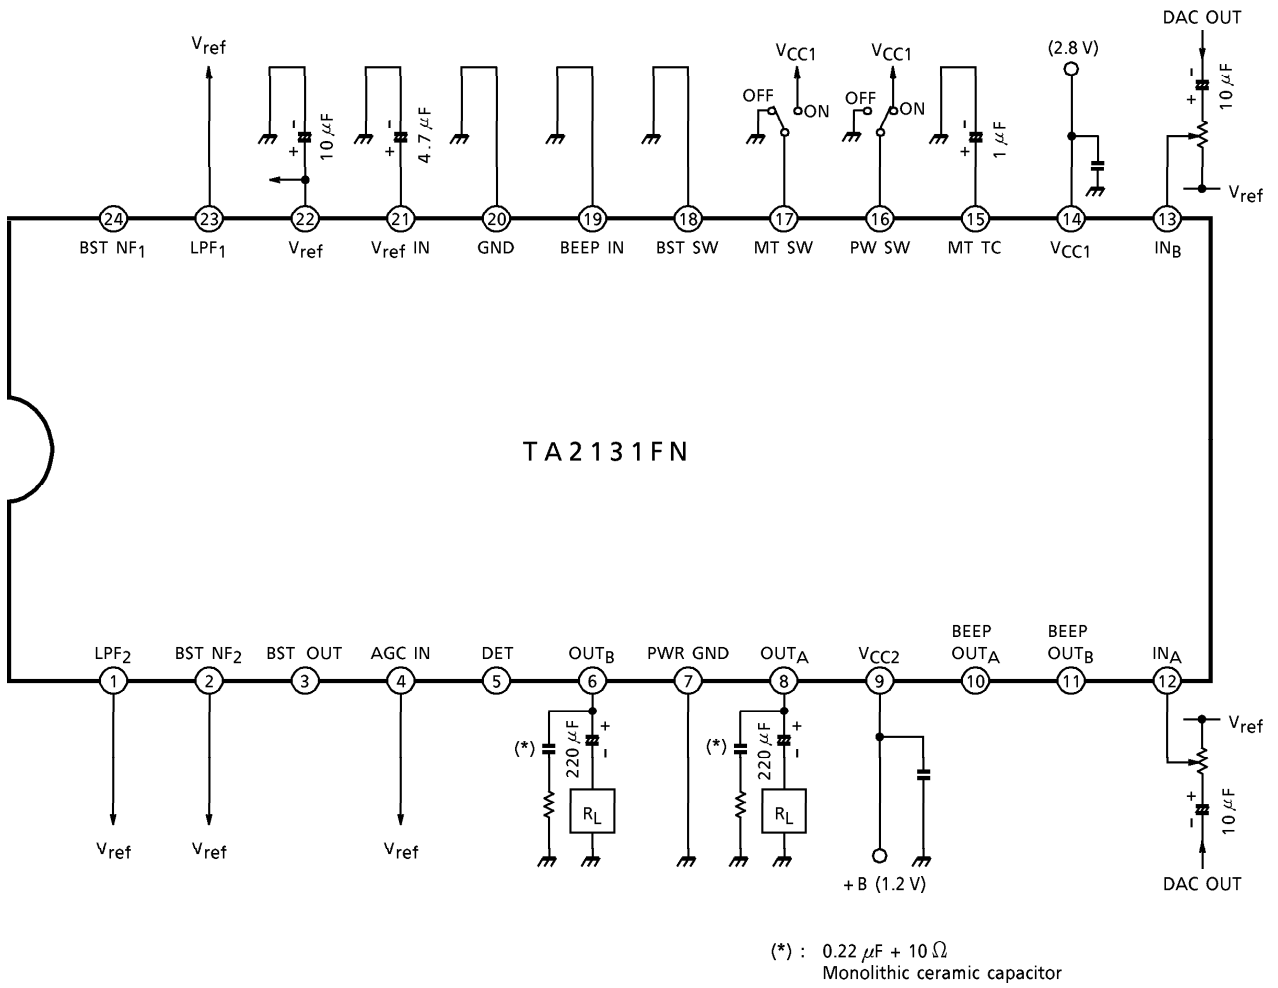 DAC OUT
Vref
VCC1
VCC1
(2.8 V)
-
+
10 μF
OFF
ON
OFF
ON
-
+
10 μF
-
+
4.7 μF
-
+
1 μF
Vref
24 23 22 21 20 19 18 17 16 15 14 13
BST NF1 LPF1 Vref Vref IN GND BEEP IN BST SW MT SW PW SW MT TC VCC1 INB
TA2131FN
LPF2 BST NF2 BST OUT AGC IN DET OUTB PWR GND OUTA VCC2 BEEP OUTA BEEP OUTB INA
1 2 3 4 5 6 7 8 9 10 11 12
(*)
220 μF
+
-
(*)
220 μF
+
-
Vref
RL
RL
+
-
10 μF
Vref
Vref
Vref
+B (1.2 V)
DAC OUT
(*) : 0.22 μF + 10 Ω
Monolithic ceramic capacitor